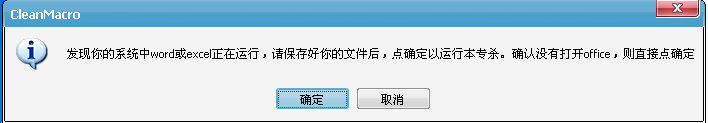 CleanMacro
发现你的系统中word或excel正在运行，请保存好你的文件后，点确定以运行本专杀。确认没有打开office，则直接点确定
确定
取消